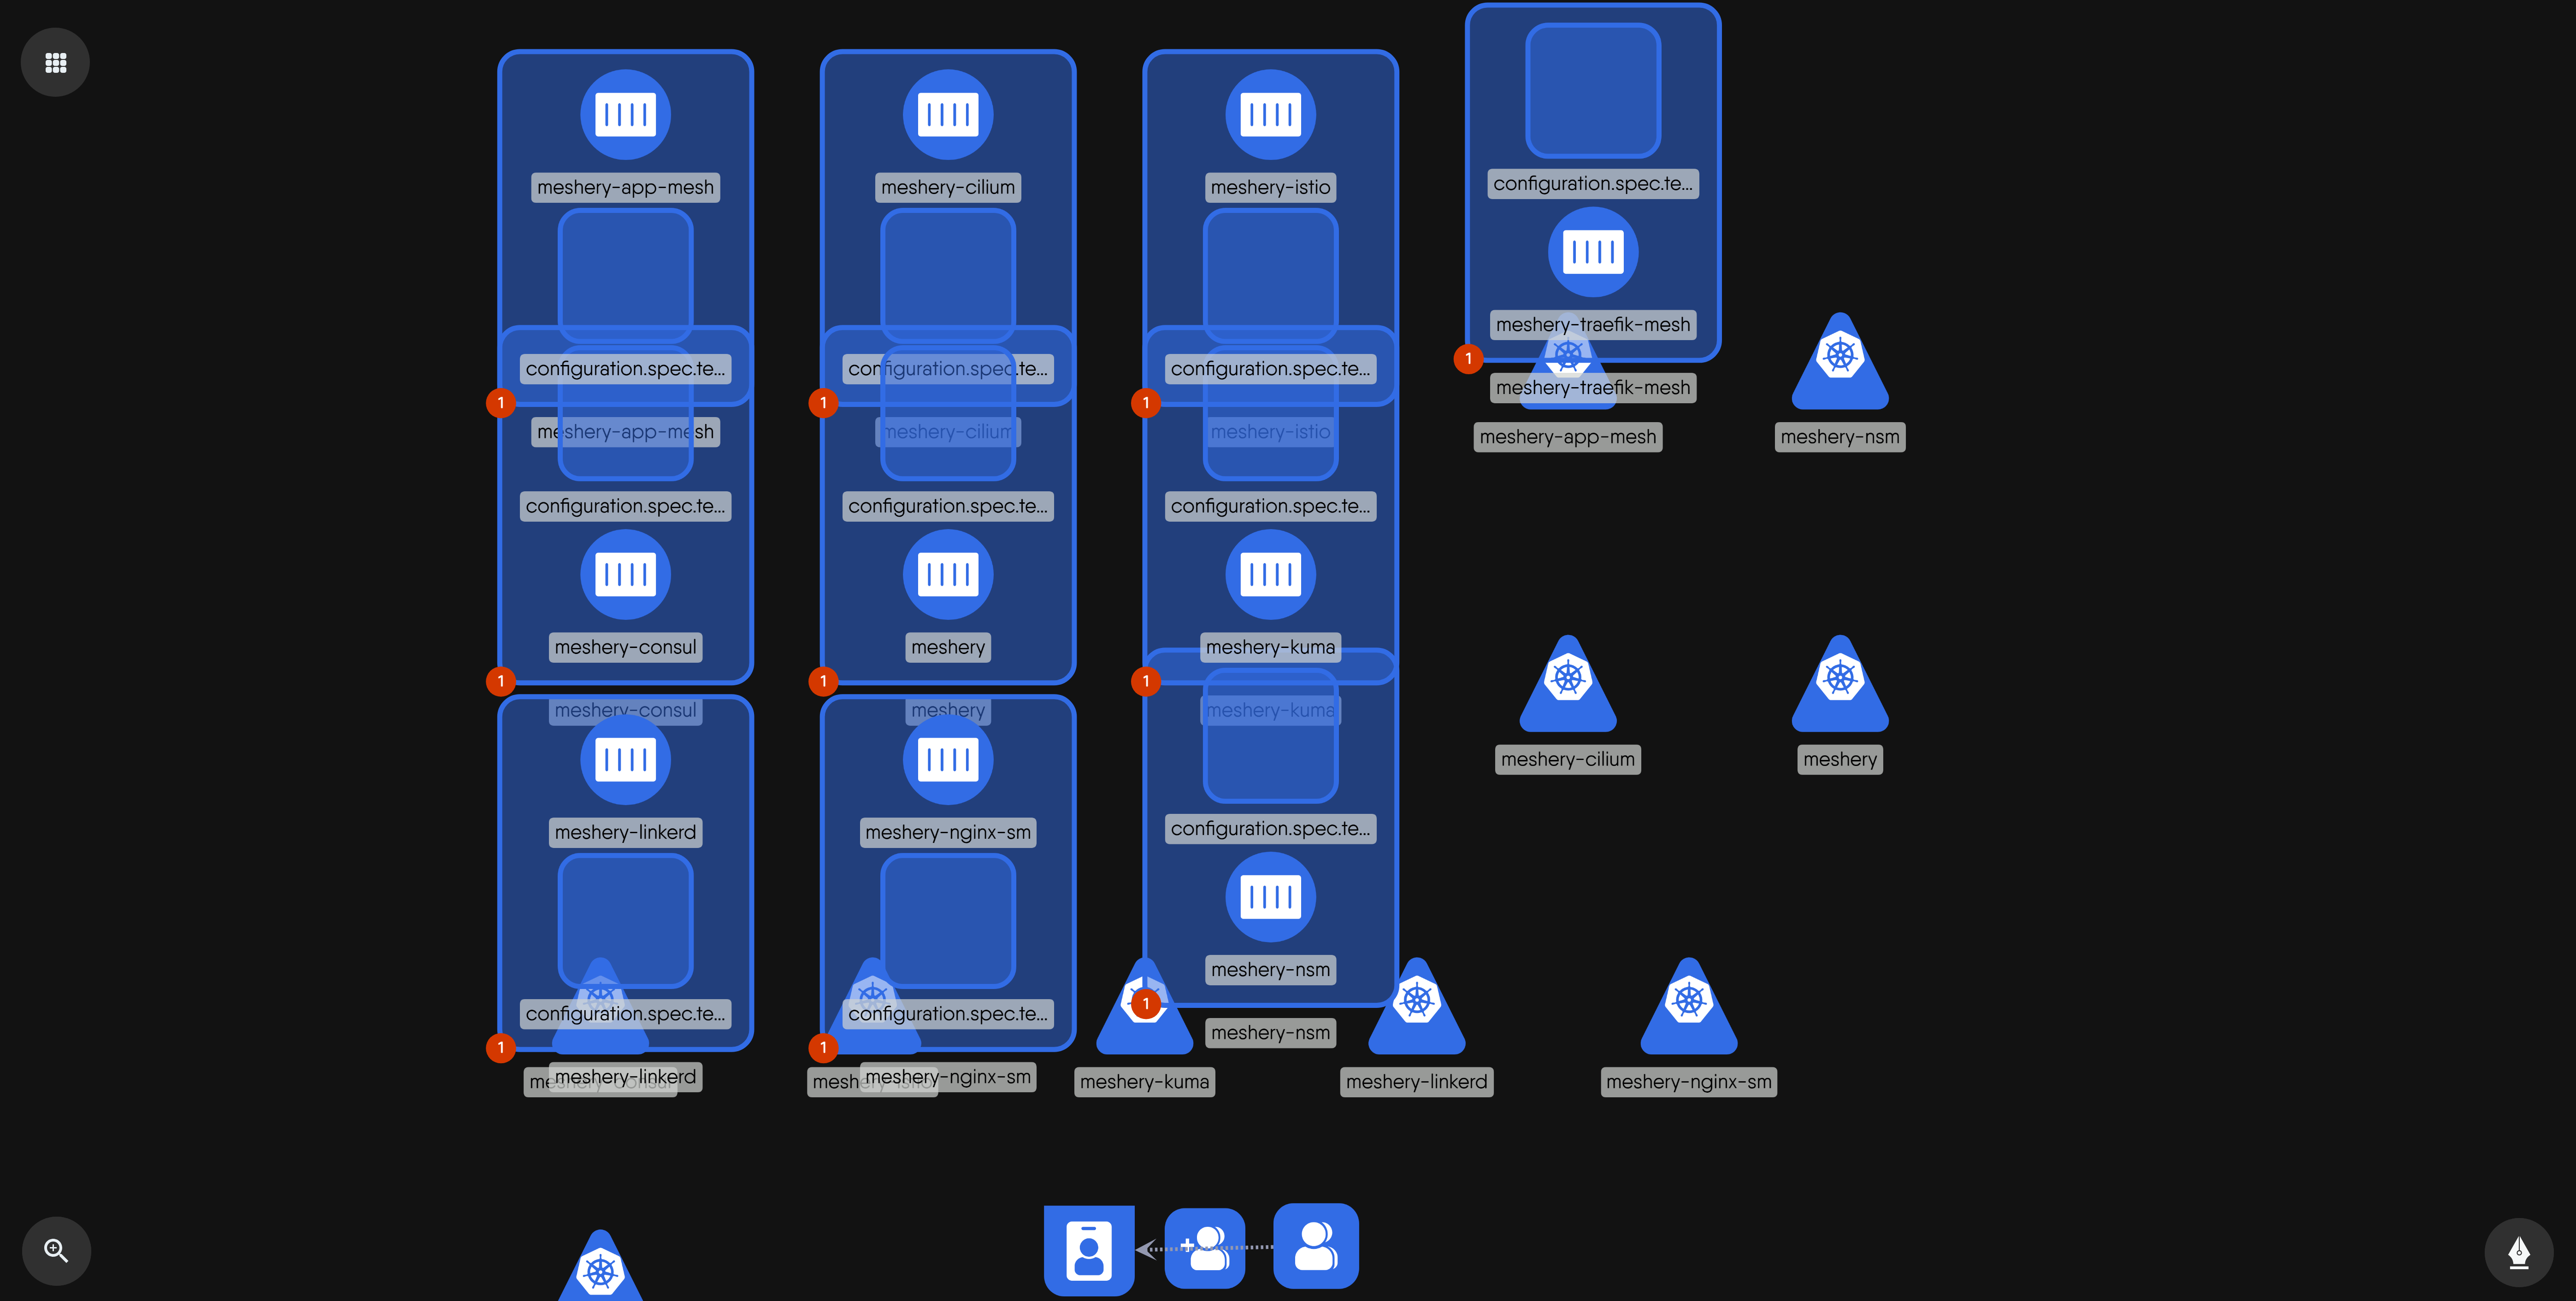 meshery-app-mesh
meshery-cilium
meshery-istio
configuration.spec.te...
meshery-traefik-mesh
configuration.spec.te...
configuration.spec.te...
configuration.spec.te...
1
1
1
1
meshery-traefik-mesh
meshery-app-mesh
meshery-cilium
meshery-istio
meshery-app-mesh
meshery-nsm
configuration.spec.te...
configuration.spec.te...
configuration.spec.te...
meshery-consul
meshery
meshery-kuma
1
1
1
meshery-consul
meshery
meshery-kuma
meshery-cilium
meshery
meshery-linkerd
meshery-nginx-sm
configuration.spec.te...
meshery-nsm
configuration.spec.te...
configuration.spec.te...
1
meshery-nsm
1
1
meshery-consul
meshery-linkerd
meshery-istio
meshery-nginx-sm
meshery-kuma
meshery-linkerd
meshery-nginx-sm